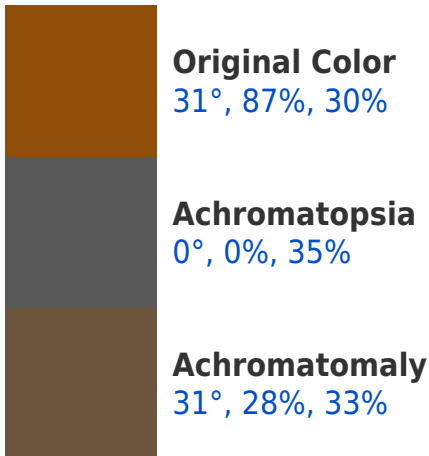 Original Color
31°, 87%, 30%
Achromatopsia
0°, 0%, 35%
Achromatomaly
31°, 28%, 33%